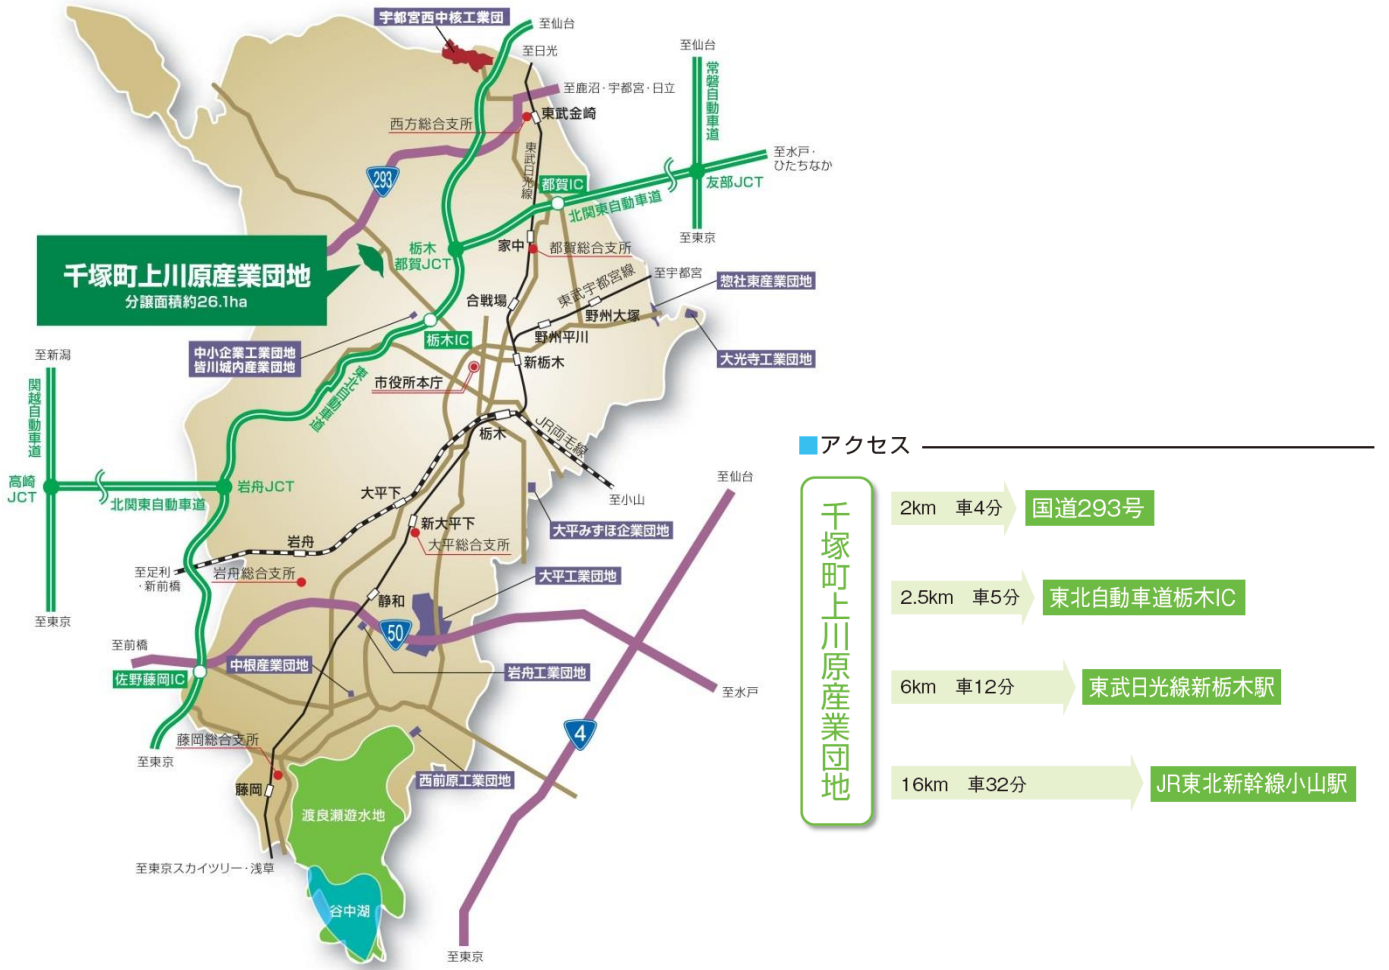 宇都宮西中核工業団
至仙台
至日光
至仙台
常磐自動車道
至鹿沼・宇都宮・日立
東武金崎
西方総合支所
東武日光線
至水戸・
ひたちなか
293
都賀IC
友部JCT
北関東自動車道
至東京
千塚町上川原産業団地
分譲面積約26.1ha
栃木
都賀JCT
家中
都賀総合支所
至宇都宮
東武宇都宮線
惣社東産業団地
合戦場
野州大塚
栃木IC
野州平川
中小企業工業団地
皆川城内産業団地
新栃木
大光寺工業団地
至新潟
関越自動車道
東北自動車道
市役所本庁
栃木
JR両毛線
高崎
JCT
北関東自動車道
岩舟JCT
大平下
至小山
至仙台
新大平下
大平総合支所
大平みずほ企業団地
岩舟
至足利
・新前橋
岩舟総合支所
大平工業団地
静和
至東京
50
至前橋
中根産業団地
岩舟工業団地
佐野藤岡IC
至水戸
4
藤岡総合支所
至東京
西前原工業団地
藤岡
渡良瀬遊水地
至東京スカイツリー・浅草
谷中湖
至東京
■アクセス
千塚町上川原産業団地
2km 車4分 国道293号
2.5km 車5分 東北自動車道栃木IC
6km 車12分 東武日光線新栃木駅
16km 車32分 JR東北新幹線小山駅